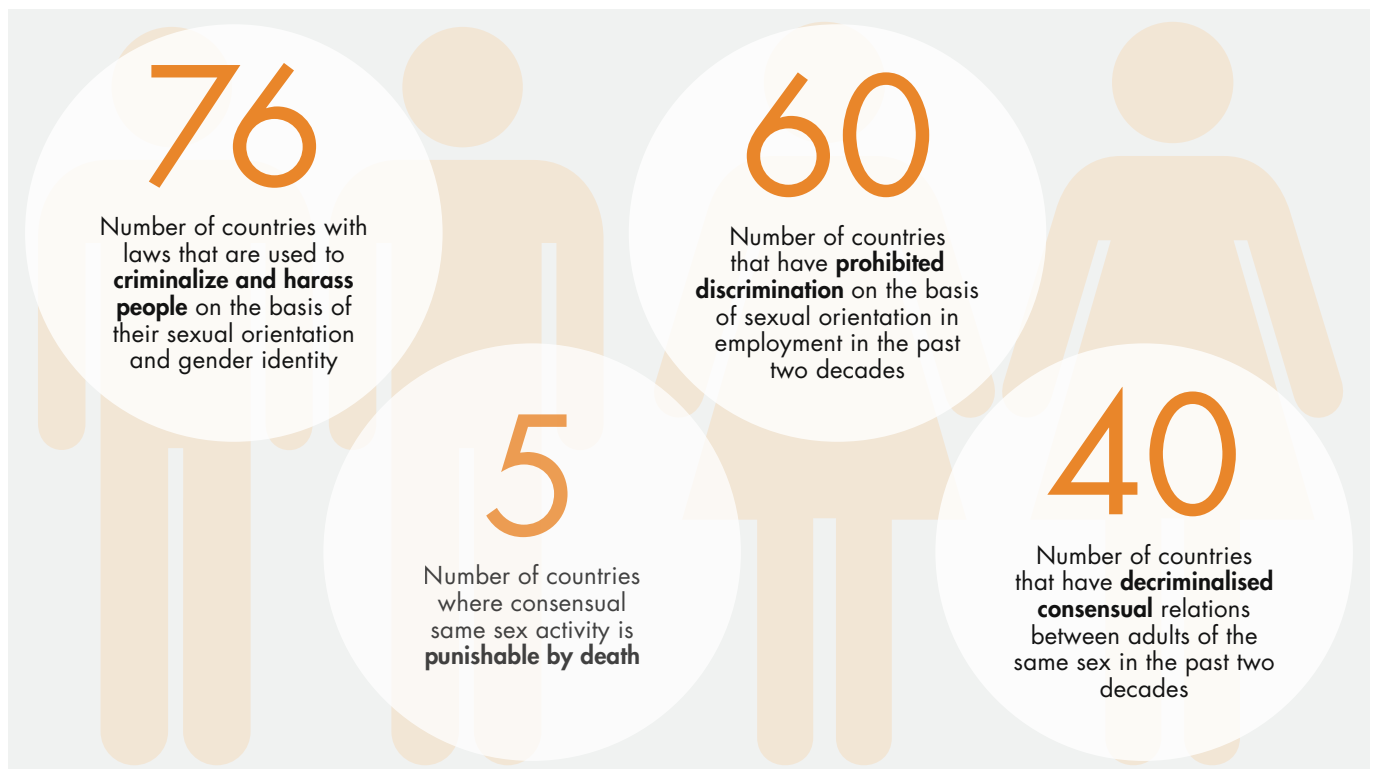 76
Number of countries with
laws that are used to
criminalize and harass
people on the basis of
their sexual orientation
and gender identity
5
Number of countries
where consensual
same sex activity is
punishable by death
60
Number of countries
that have prohibited
discrimination on the basis
of sexual orientation in
employment in the past
two decades
40
Number of countries
that have decriminalised
consensual relations
between adults of the
same sex in the past two
decades